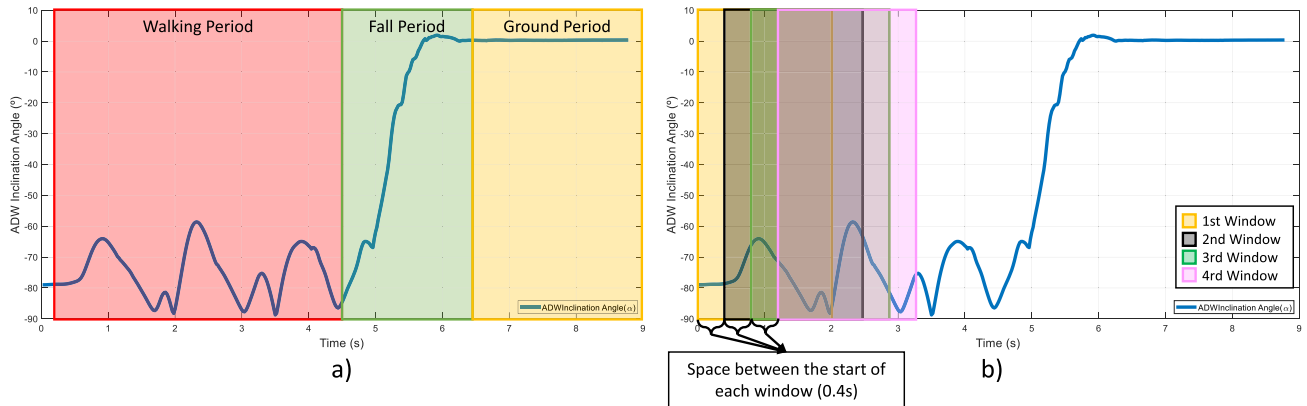 Walking Period
Fall Period
Ground Period
10
0
-10
-20
-30
-40
-50
-60
-70
-80
-90
ADW Inclination Angle (°)
0
1
2
3
4
5
6
7
8
9
Time (s)
ADWInclination Angle(α)
a)
10
0
-10
-20
-30
-40
-50
-60
-70
-80
-90
ADW Inclination Angle (°)
1st Window
2nd Window
3rd Window
4rd Window
ADWInclination Angle(α)
0
1
2
3
4
5
6
7
8
9
Time (s)
Space between the start of
each window (0.4s)
b)